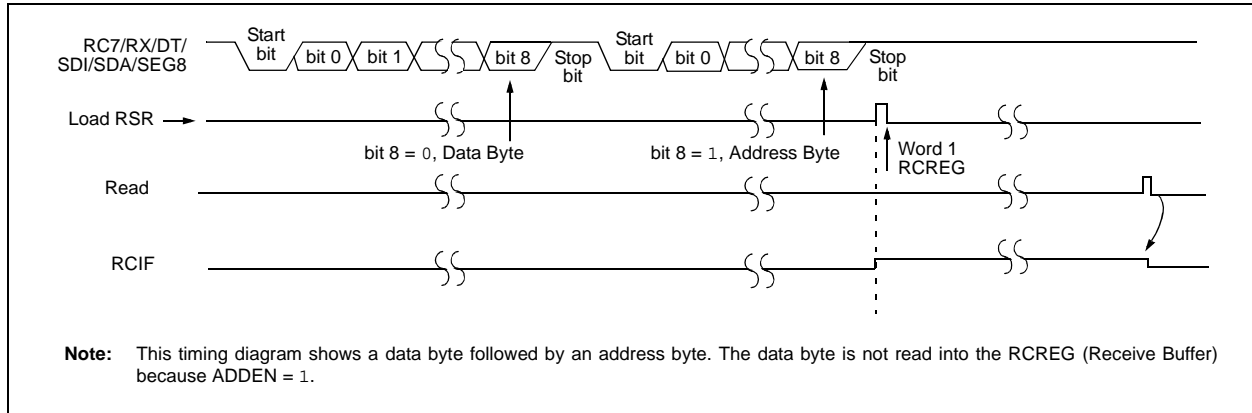 RC7/RX/DT/
SDI/SDA/SEG8
Start
bit
bit 0
bit 1
bit 8
Stop
bit
Start
bit
bit 0
bit 8
Stop
bit
Load RSR
bit 8 = 0, Data Byte
bit 8 = 1, Address Byte
Word 1
RCREG
Read
RCIF
Note: This timing diagram shows a data byte followed by an address byte. The data byte is not read into the RCREG (Receive Buffer)
because ADDEN = 1.